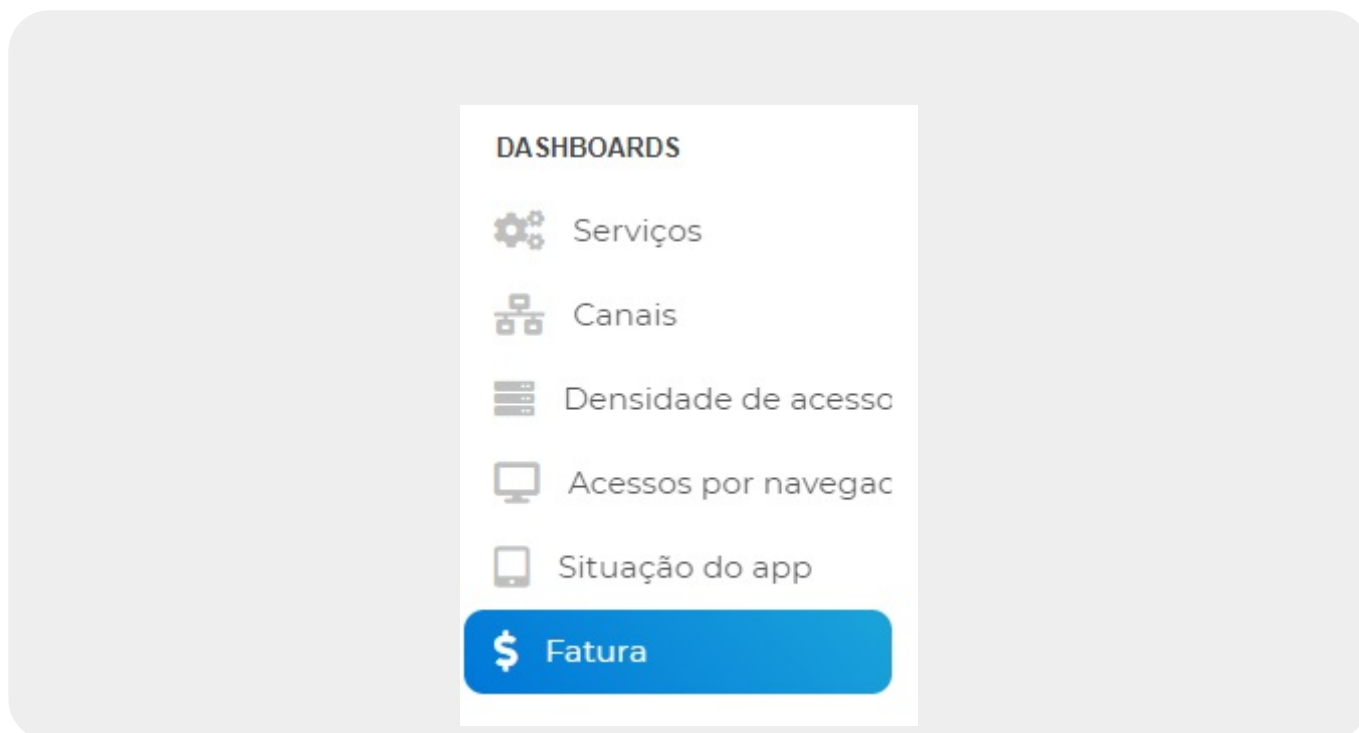 DASHBOARDS
Serviços
Canais
Densidade de acesso
Acessos por navegac
Situação do app
$ Fatura